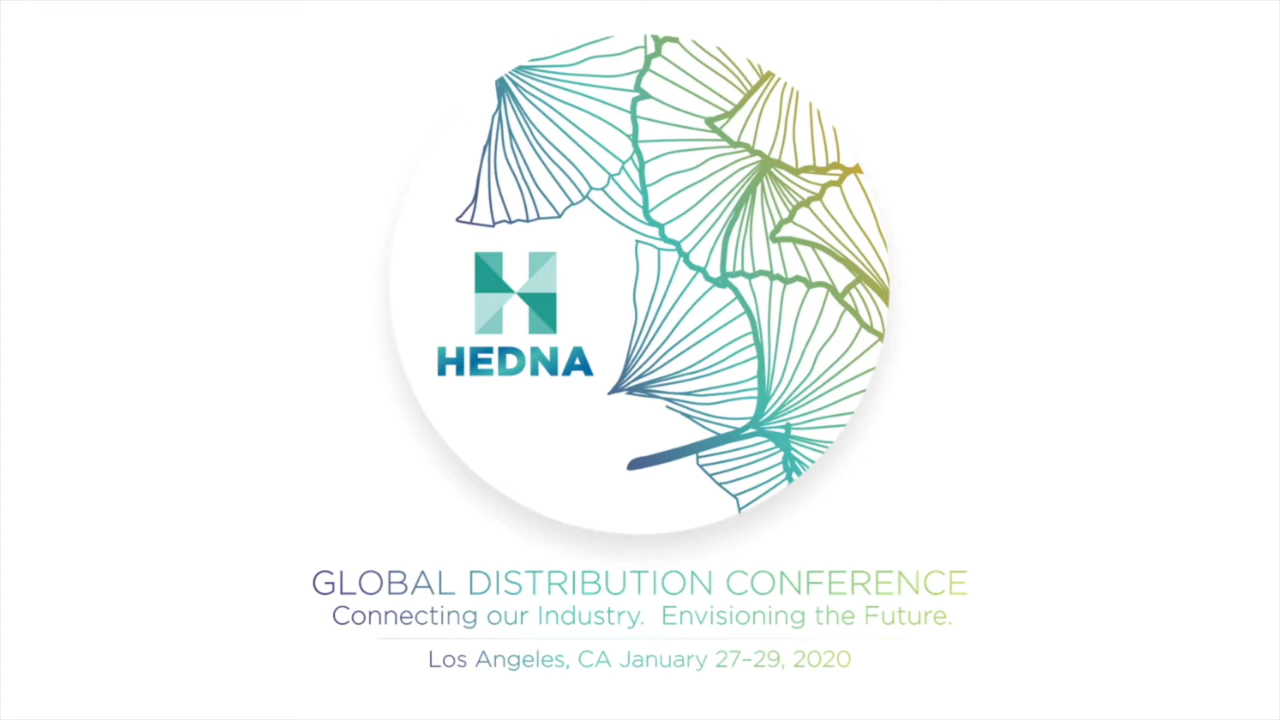 HEDNA
GLOBAL DISTRIBUTION CONFERENCE
Connecting our Industry. Envisioning the Future.
Los Angeles, CA January 27–29, 2020